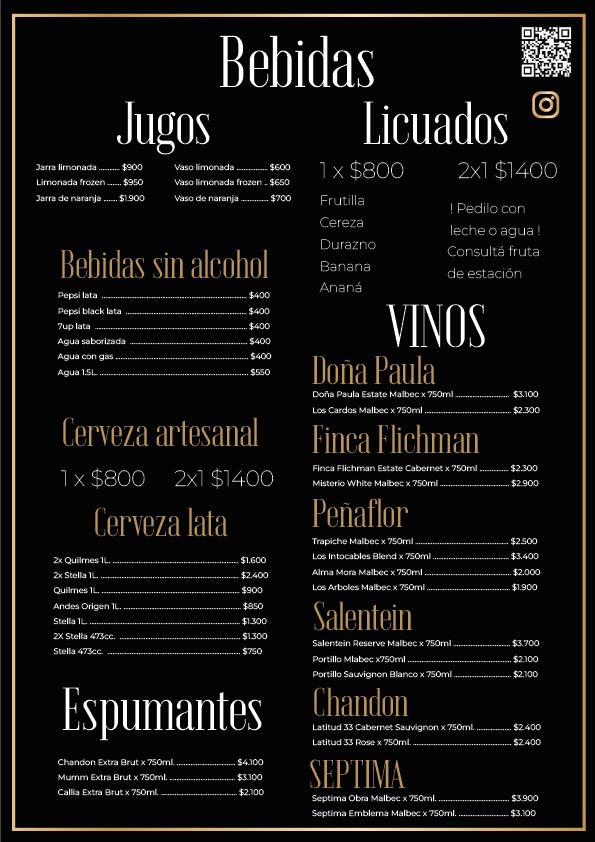 Bebidas
Jugos
Jarra limonada .......... $900
Limonada frozen ....... $950
Jarra de naranja ...... $1.900
Vaso limonada ............... $600
Vaso limonada frozen .. $650
Vaso de naranja ............. $700
Bebidas sin alcohol
Pepsi lata ........................................................ $400
Pepsi black lata .............................................. $400
7up lata ........................................................... $400
Agua saborizada ............................................ $400
Agua con gas .................................................. $400
Agua 1.5L. ........................................................ $550
Cerveza artesanal
1 x $800 2x1 $1400
Cerveza lata
2x Quilmes 1L. ................................................ $1.600
2x Stella 1L. ..................................................... $2.400
Quilmes 1L. ..................................................... $900
Andes Origen 1L. ............................................ $850
Stella 1L. .......................................................... $1.300
2X Stella 473cc. .............................................. $1.300
Stella 473cc. .................................................... $750
Espumantes
Chandon Extra Brut x 750ml. ....................... $4.100
Mumm Extra Brut x 750ml. .......................... $3.100
Callia Extra Brut x 750ml. .............................. $2.100
Licuados
1 x $800 2x1 $1400
Frutilla
Cereza
Durazno
Banana
Ananá
! Pedilo con
leche o agua !
Consultá fruta
de estación
VINOS
Doña Paula
Doña Paula Estate Malbec x 750ml ..................... $3.100
Los Cardos Malbec x 750ml ................................. $2.300
Finca Flichman
Finca Flichman Estate Cabernet x 750ml ............ $2.300
Misterio White Malbec x 750ml ............................ $2.900
Peñaflor
Trapiche Malbec x 750ml ..................................... $2.500
Los Intocables Blend x 750ml .............................. $3.400
Alma Mora Malbec x 750ml ................................. $2.000
Los Arboles Malbec x 750ml ................................ $1.900
Salentein
Salentein Reserve Malbec x 750ml ...................... $3.700
Portillo Mlabec x750ml ......................................... $2.100
Portillo Sauvignon Blanco x 750ml ...................... $2.100
Chandon
Latitud 33 Cabernet Sauvignon x 750ml. ............. $2.400
Latitud 33 Rose x 750ml. ...................................... $2.400
SEPTIMA
Septima Obra Malbec x 750ml. ............................. $3.900
Septima Emblema Malbec x 750ml. ..................... $3.100